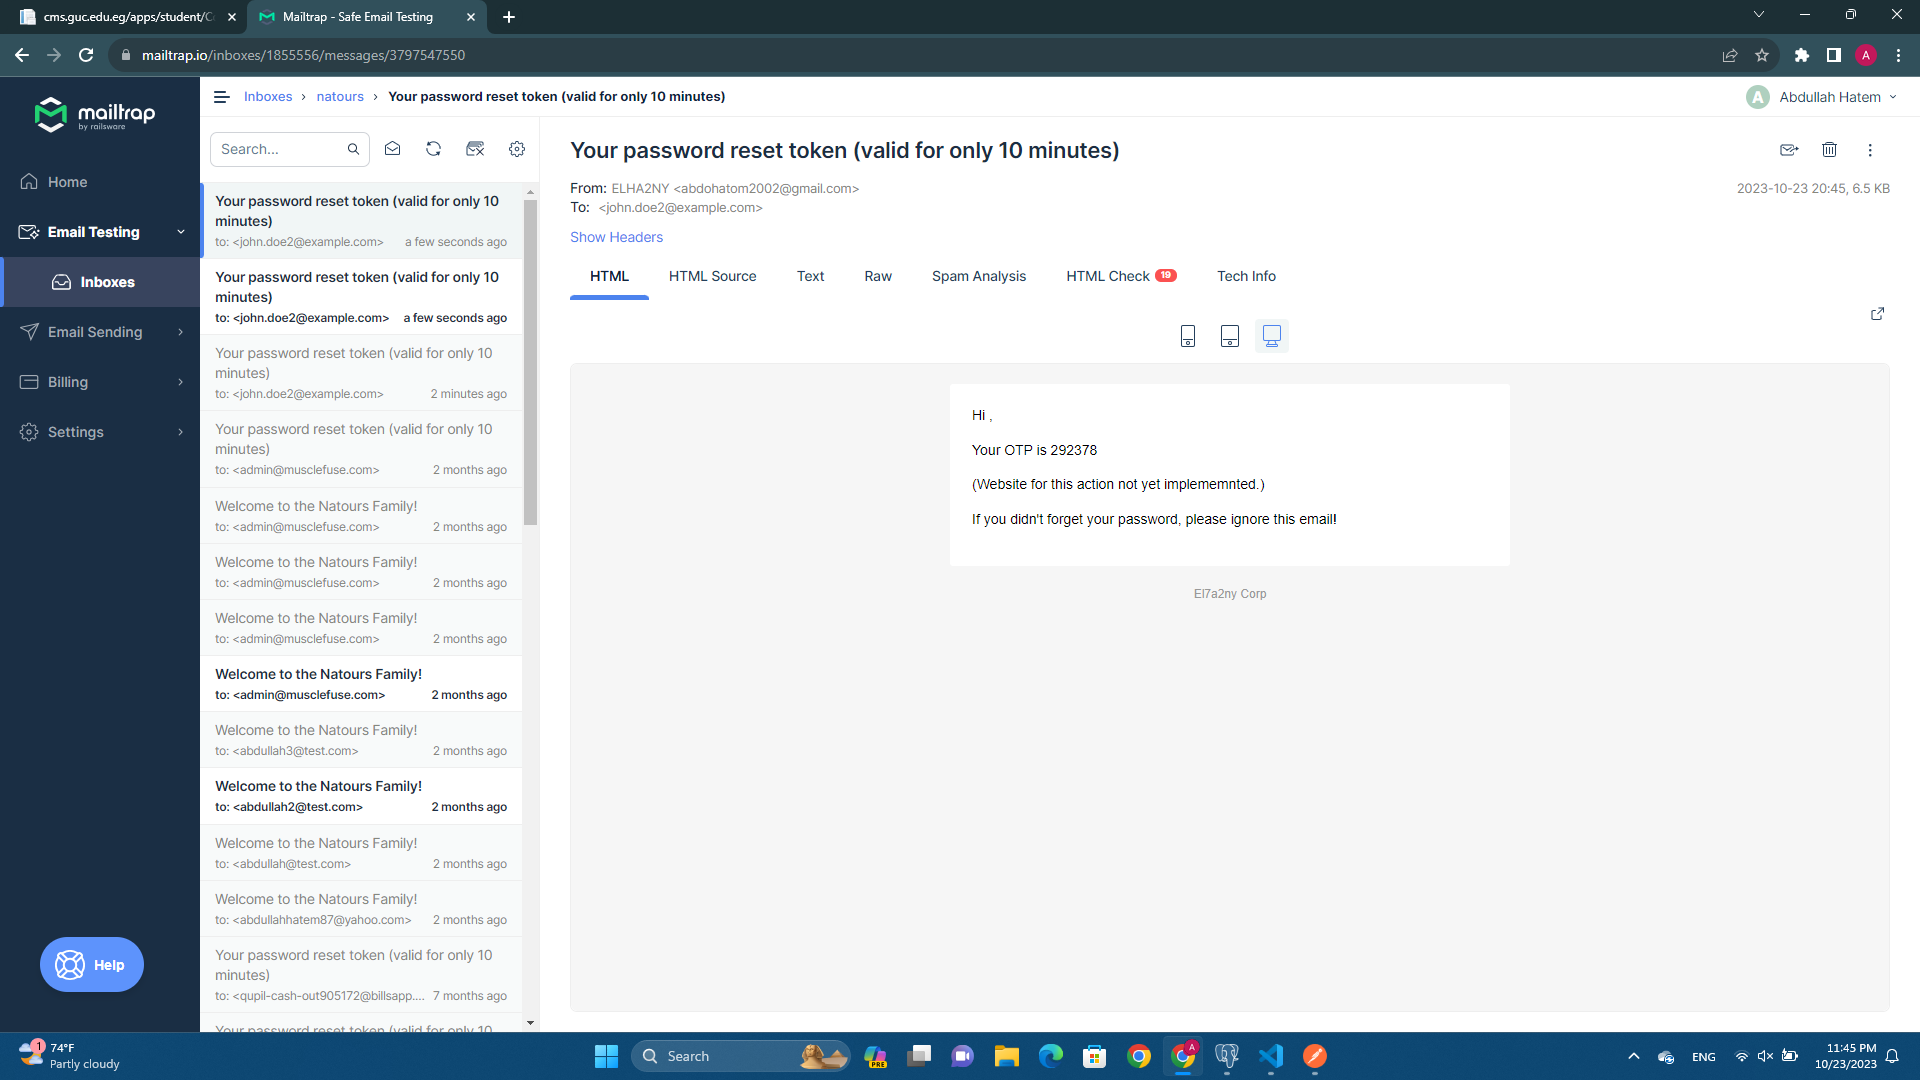 cms.guc.edu.eg/apps/student/C
Mailtrap - Safe Email Testing
mailtrap.io/inboxes/1855556/messages/3797547550
A
mailtrap
by railsware
Home
Email Testing
Inboxes
Email Sending
Billing
Settings
Help
Inboxes › natours › Your password reset token (valid for only 10 minutes)
A Abdullah Hatem
Search...
Your password reset token (valid for only 10
minutes)
to: <john.doe2@example.com> a few seconds ago
Your password reset token (valid for only 10
minutes)
to: <john.doe2@example.com> a few seconds ago
Your password reset token (valid for only 10
minutes)
to: <john.doe2@example.com> 2 minutes ago
Your password reset token (valid for only 10
minutes)
to: <admin@musclefuse.com> 2 months ago
Welcome to the Natours Family!
to: <admin@musclefuse.com> 2 months ago
Welcome to the Natours Family!
to: <admin@musclefuse.com> 2 months ago
Welcome to the Natours Family!
to: <admin@musclefuse.com> 2 months ago
Welcome to the Natours Family!
to: <admin@musclefuse.com> 2 months ago
Welcome to the Natours Family!
to: <abdullah3@test.com> 2 months ago
Welcome to the Natours Family!
to: <abdullah2@test.com> 2 months ago
Welcome to the Natours Family!
to: <abdullah@test.com> 2 months ago
Welcome to the Natours Family!
to: <abdullahhatem87@yahoo.com> 2 months ago
Your password reset token (valid for only 10
minutes)
to: <qupil-cash-out905172@billsapp.... 7 months ago
Your password reset token (valid for only 10
Your password reset token (valid for only 10 minutes)
From: ELHA2NY <abdohatom2002@gmail.com>
2023-10-23 20:45, 6.5 KB
To: <john.doe2@example.com>
Show Headers
HTML HTML Source Text Raw Spam Analysis HTML Check 19 Tech Info
Hi ,
Your OTP is 292378
(Website for this action not yet implememnted.)
If you didn't forget your password, please ignore this email!
El7a2ny Corp
1
74°F
Partly cloudy
Search
PRE
A
ENG
11:45 PM
10/23/2023